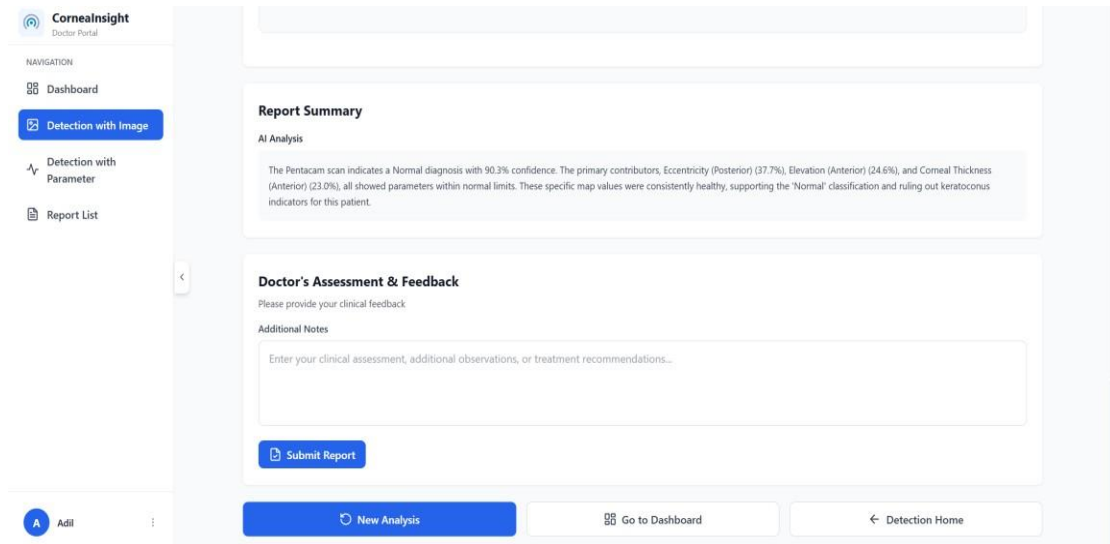 CorneaInsight
Doctor Portal
NAVIGATION
Dashboard
Detection with Image
Detection with
Parameter
Report List
A
Adil
Report Summary
AI Analysis
The Pentacam scan indicates a Normal diagnosis with 90.3% confidence. The primary contributors, Eccentricity (Posterior) (37.7%), Elevation (Anterior) (24.6%), and Corneal Thickness
(Anterior) (23.0%), all showed parameters within normal limits. These specific map values were consistently healthy, supporting the 'Normal' classification and ruling out keratoconus
indicators for this patient.
Doctor's Assessment & Feedback
Please provide your clinical feedback
Additional Notes
Enter your clinical assessment, additional observations, or treatment recommendations...
Submit Report
New Analysis
Go to Dashboard
Detection Home